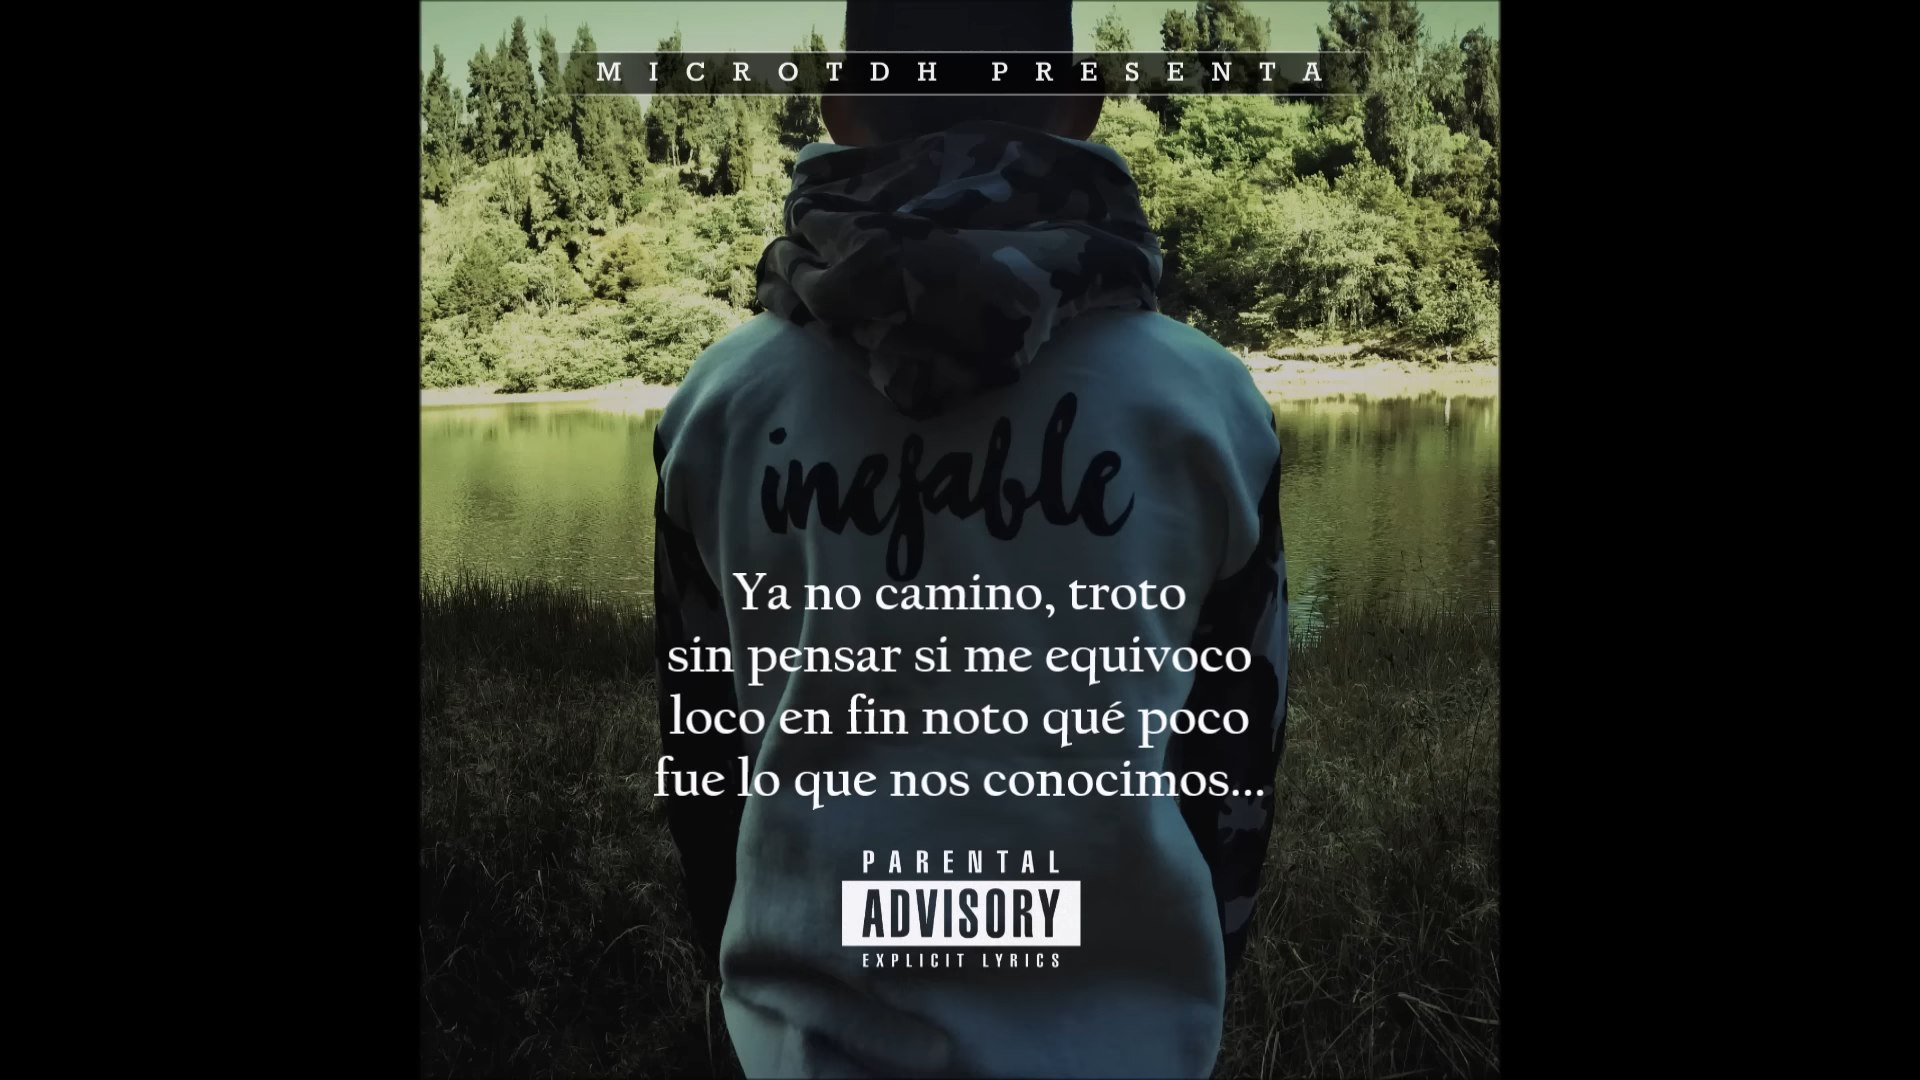 MICROTDH PRESENTA
inefable
Ya no camino, troto
sin pensar si me equivoco
loco en fin noto qué poco
fue lo que nos conocimos...
PARENTAL
ADVISORY
EXPLICIT LYRICS